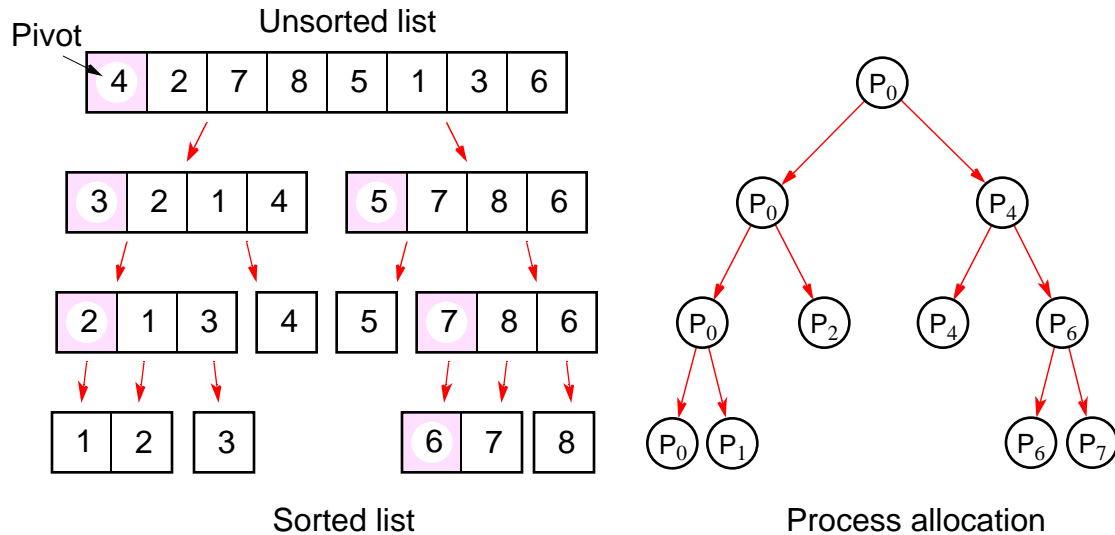 Unsorted list
Pivot
4 2 7 8 5 1 3 6
3 2 1 4 5 7 8 6
2 1 3 4 5 7 8 6
1 2 3 6 7 8
Sorted list
P0
P0 P4
P0 P2 P4 P6
P0 P1 P6 P7
Process allocation